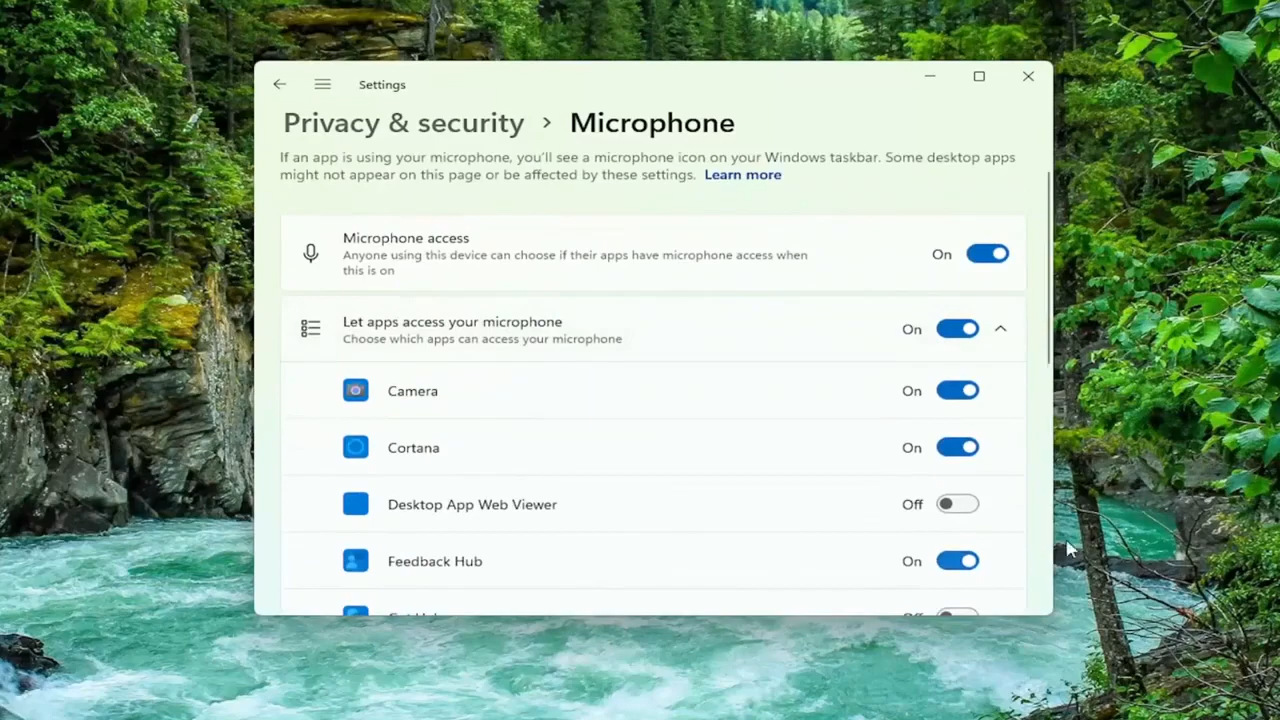 Settings
Privacy & security > Microphone
If an app is using your microphone, you'll see a microphone icon on your Windows taskbar. Some desktop apps
might not appear on this page or be affected by these settings. Learn more
Microphone access
Anyone using this device can choose if their apps have microphone access when
this is on
On
Let apps access your microphone
Choose which apps can access your microphone
On
Camera
On
Cortana
On
Desktop App Web Viewer
Off
Feedback Hub
On